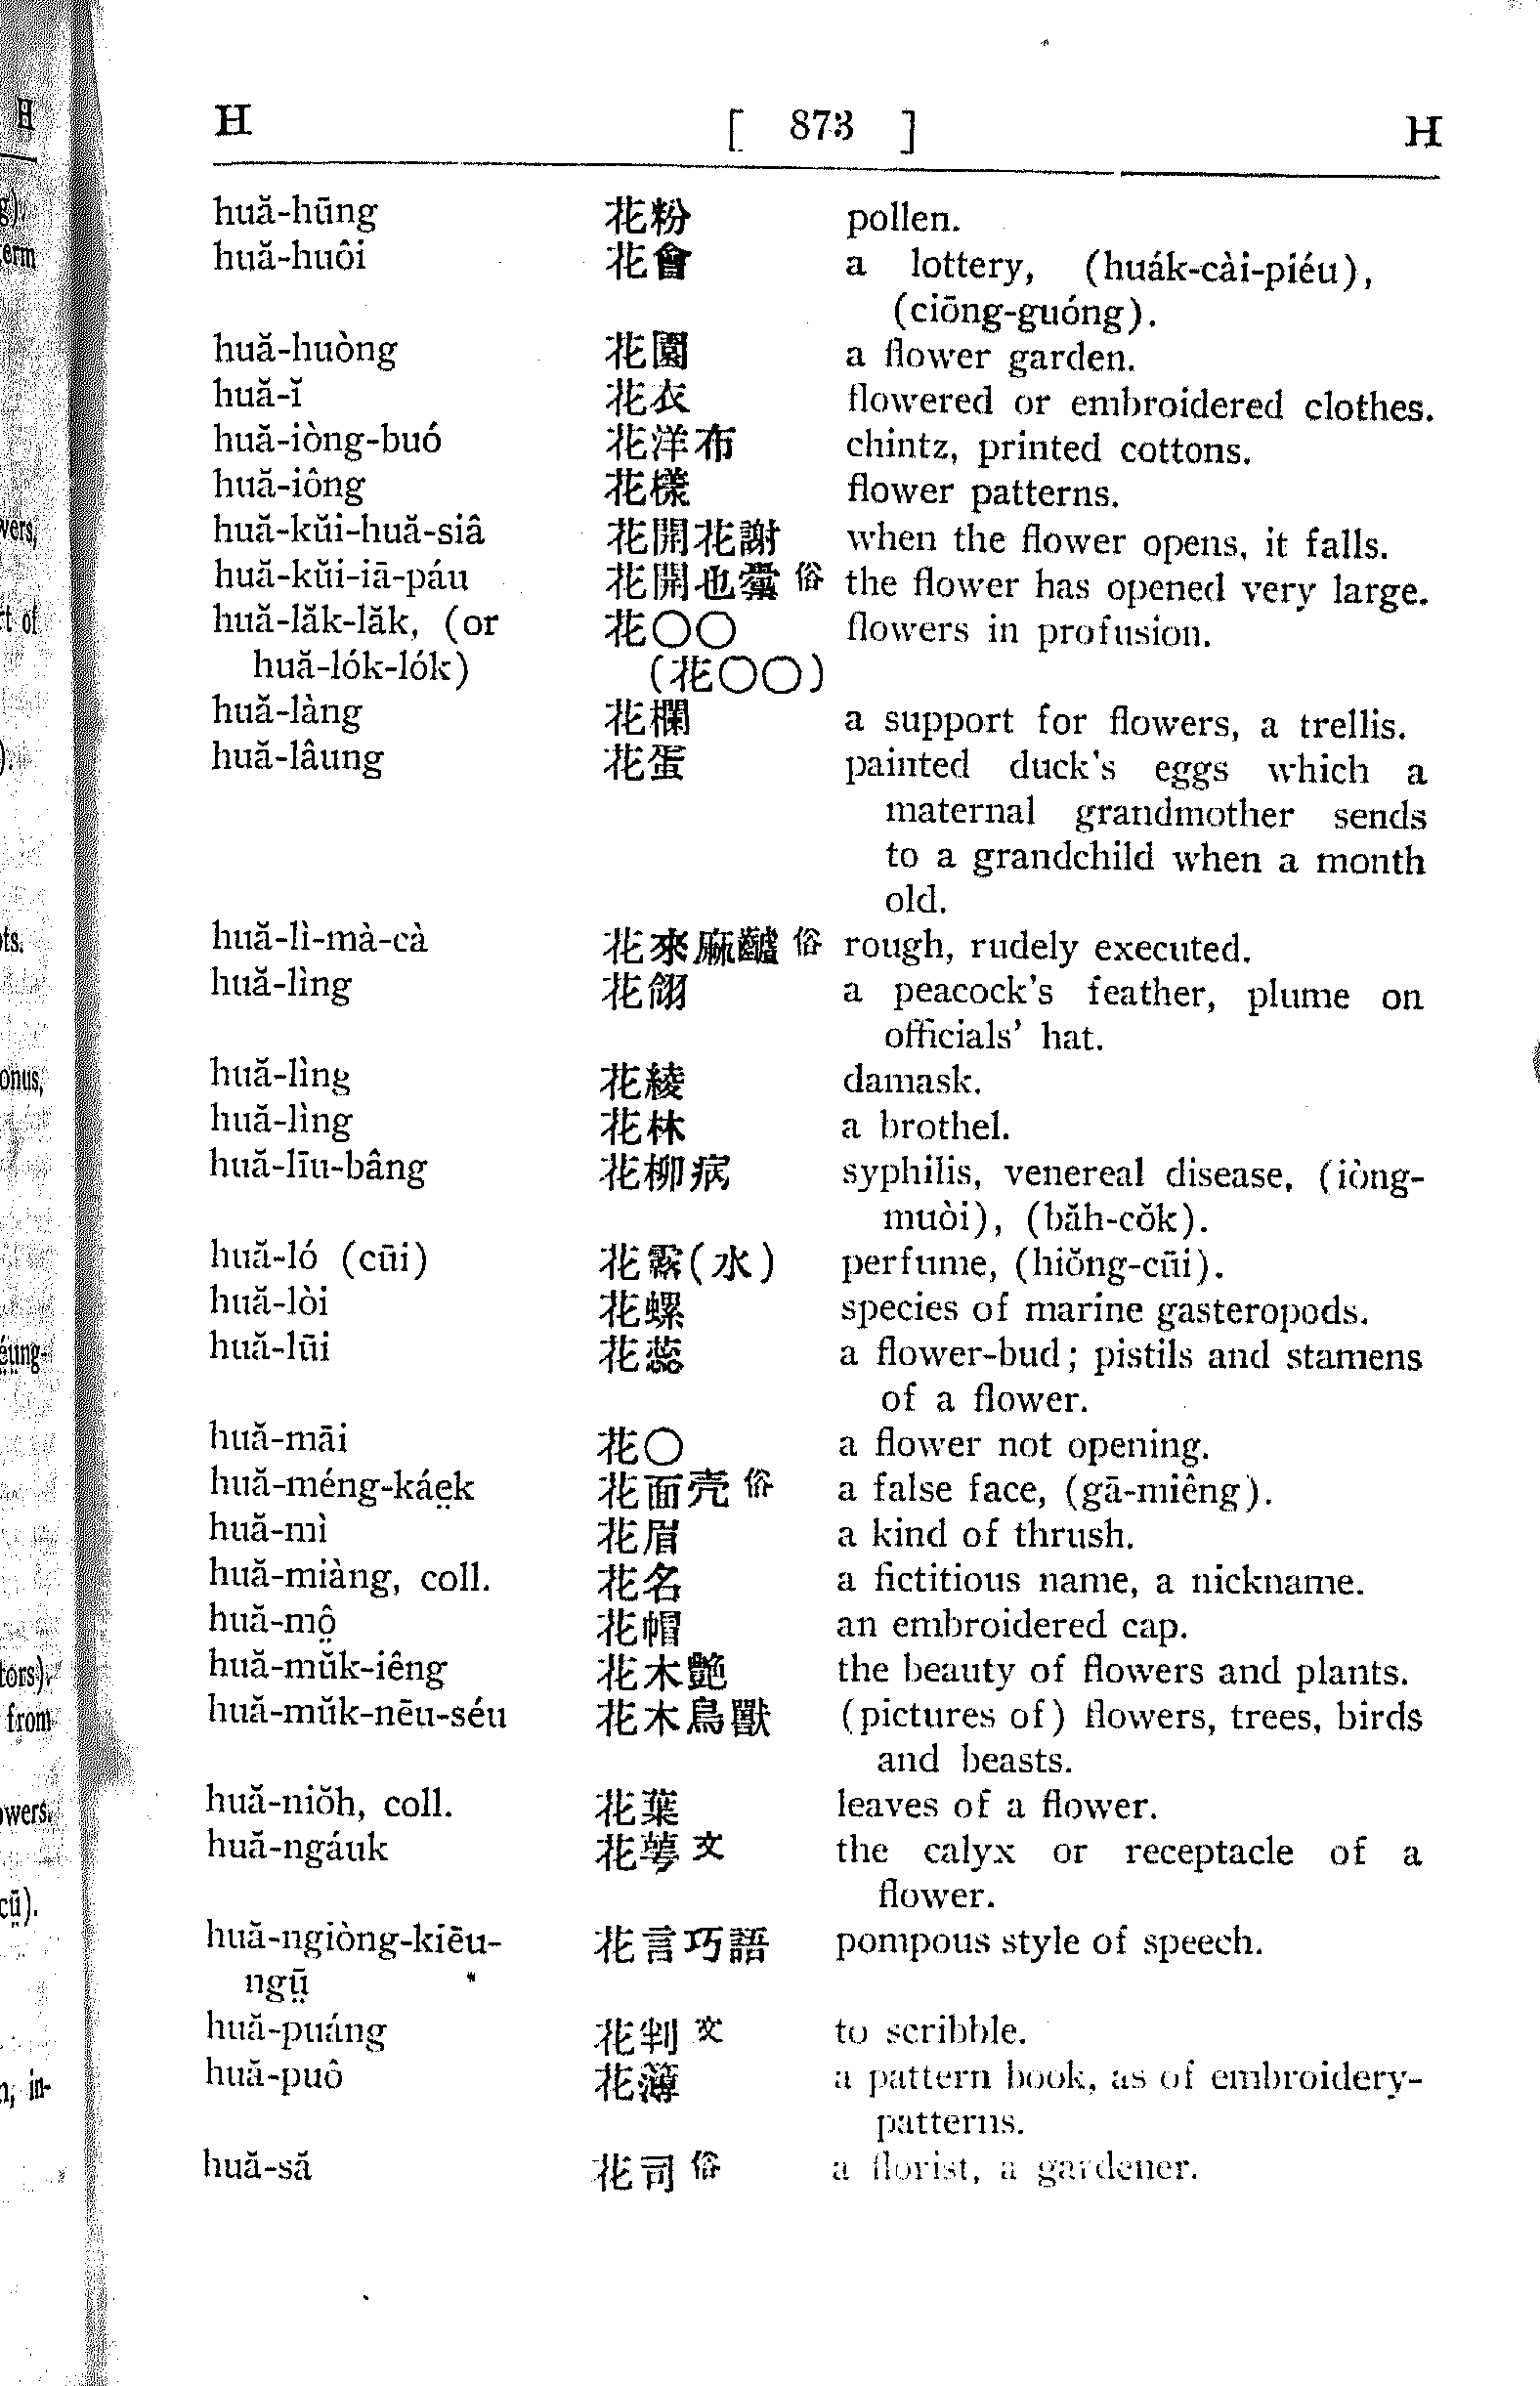 H [ 873 ] H
huă-hūng 花粉 pollen.
huă-huôi 花會 a lottery, (huák-cài-piéu),
(ciōng-guóng).
huă-huòng 花園 a flower garden.
huă-ĭ 花衣 flowered or embroidered clothes.
huă-iòng-buó 花洋布 chintz, printed cottons.
huă-iông 花樣 flower patterns.
huă-kŭi-huă-siâ 花開花謝 when the flower opens, it falls.
huă-kŭi-iā-páu 花開也 俗 the flower has opened very large.
huă-lăk-lăk, (or 花〇〇 flowers in profusion.
huă-lók-lók) (花〇〇)
huă-làng 花欄 a support for flowers, a trellis.
huă-lâung 花蛋 painted duck's eggs which a
maternal grandmother sends
to a grandchild when a month
old.
huă-lì-mà-cà 花來麻齇 俗 rough, rudely executed.
huă-lìng 花翎 a peacock's feather, plume on
officials' hat.
huă-lìng 花綾 damask.
huă-lìng 花林 a brothel.
huă-līu-bâng 花柳病 syphilis, venereal disease, (iòng-
muòi), (băh-cŏk).
huă-ló (cūi) 花露(水) perfume, (hiŏng-cūi).
huă-lòi 花螺 species of marine gasteropods.
huă-lūi 花蕊 a flower-bud; pistils and stamens
of a flower.
huă-māi 花〇 a flower not opening.
huă-méng-káe̤k 花面壳 俗 a false face, (gā-miêng).
huă-mì 花眉 a kind of thrush.
huă-miàng, coll. 花名 a fictitious name, a nickname.
huă-mô̤ 花帽 an embroidered cap.
huă-mŭk-iêng 花木艷 the beauty of flowers and plants.
huă-mŭk-nēu-séu 花木鳥獸 (pictures of) flowers, trees, birds
and beasts.
huă-niŏh, coll. 花葉 leaves of a flower.
huă-ngáuk 花萼 文 the calyx or receptacle of a
flower.
huă-ngiòng-kiēu- 花言巧語 pompous style of speech.
ngṳ̄
huă-puáng 花判 文 to scribble.
huă-puô 花簿 a pattern book, as of embroidery-
patterns.
huă-să 花司 俗 a florist, a gardener.